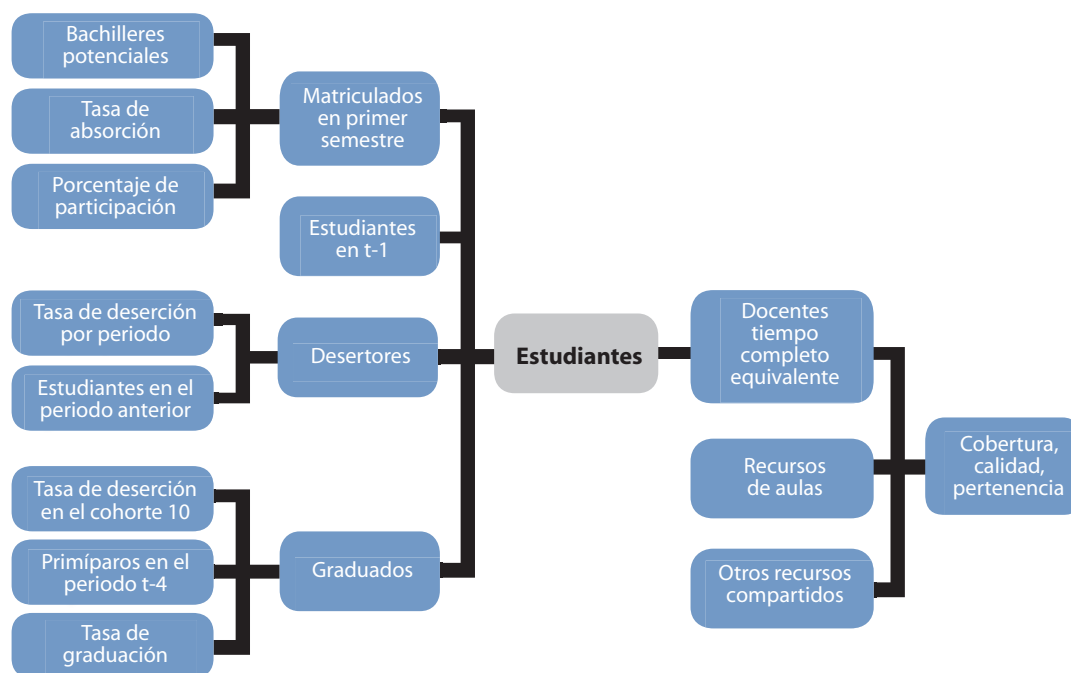 Bachilleres
potenciales
Tasa de
absorción
Porcentaje de
participación
Matriculados
en primer
semestre
Estudiantes
en t-1
Tasa de deserción
por periodo
Estudiantes en el
periodo anterior
Desertores
Tasa de deserción
en el cohorte 10
Primíparos en el
periodo t-4
Tasa de
graduación
Graduados
Estudiantes
Docentes
tiempo
completo
equivalente
Recursos
de aulas
Otros recursos
compartidos
Cobertura,
calidad,
pertenencia